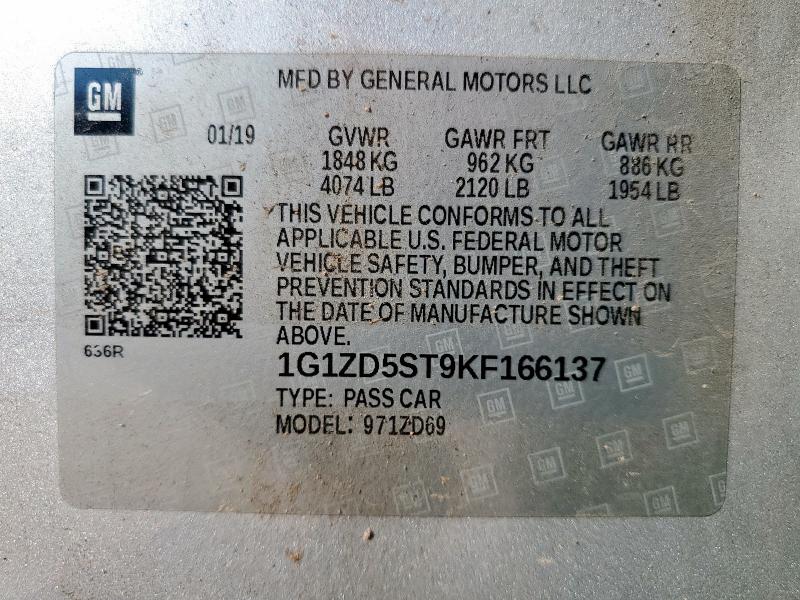 GM
MFD BY GENERAL MOTORS LLC
01/19 GVWR GAWR FRT GAWR RR
1848 KG 962 KG 886 KG
4074 LB 2120 LB 1954 LB
THIS VEHICLE CONFORMS TO ALL
APPLICABLE U.S. FEDERAL MOTOR
VEHICLE SAFETY, BUMPER, AND THEFT
PREVENTION STANDARDS IN EFFECT ON
THE DATE OF MANUFACTURE SHOWN
ABOVE.
636R
1G1ZD5ST9KF166137
TYPE: PASS CAR
MODEL: 971ZD69